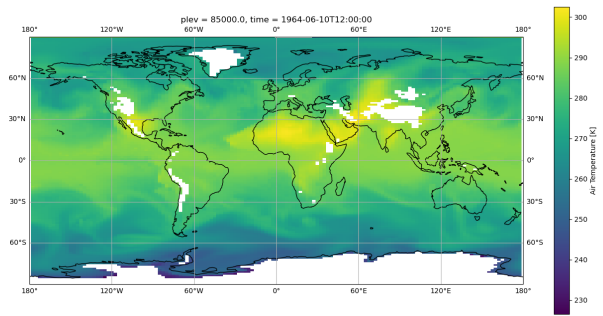 plev = 85000.0, time = 1964-06-10T12:00:00
180° 120°W 60°W 0° 60°E 120°E 180°
60°N 60°N
30°N 30°N
0° 0°
30°S 30°S
60°S 60°S
180° 120°W 60°W 0° 60°E 120°E 180°
300
290
280
270
260
250
240
230
Air Temperature [K]